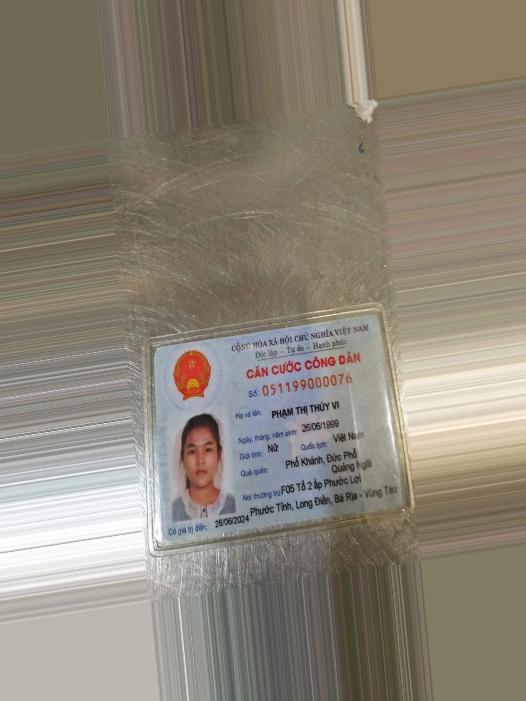 CỘNG HÒA XÃ HỘI CHỦ NGHĨA VIỆT NAM
Độc lập - Tự do - Hạnh phúc
CĂN CƯỚC CÔNG DÂN
Số: 051199000076
Họ và tên: PHẠM THỊ THÚY VI
Ngày, tháng, năm sinh: 26/06/1999
Giới tính: Nữ Quốc tịch: Việt Nam
Quê quán: Phổ Khánh, Đức Phổ
Quảng Ngãi
Nơi thường trú: F05 Tổ 2 ấp Phước Lợi
Phước Tỉnh, Long Điền, Bà Rịa - Vũng Tàu
Có giá trị đến: 26/06/2024